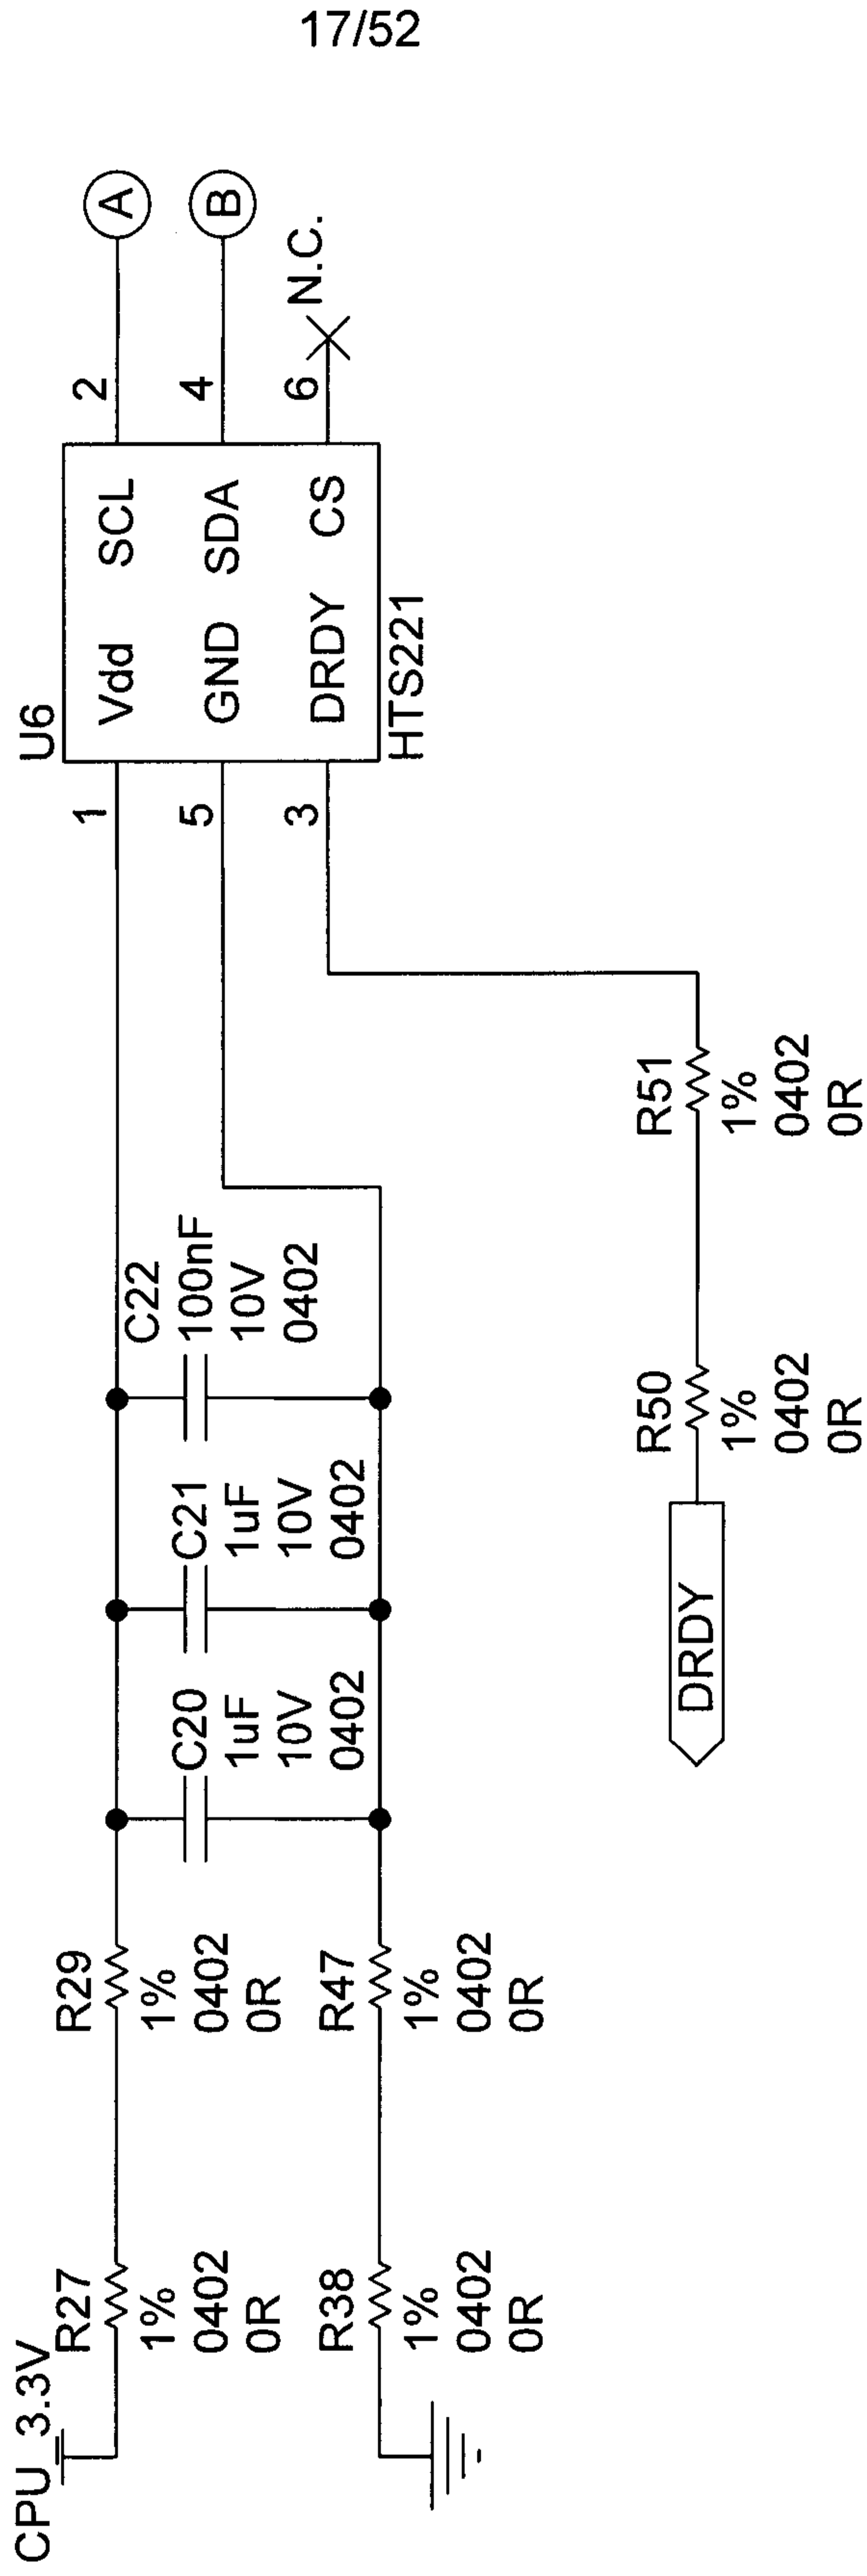 17/52
CPU_3.3V
R27
1%
0402
0R
R29
1%
0402
0R
C20
1uF
10V
0402
C21
1uF
10V
0402
C22
100nF
10V
0402
R38
1%
0402
0R
R47
1%
0402
0R
U6
1 Vdd SCL 2
A
5 GND SDA 4
B
3 DRDY CS 6
N.C.
HTS221
DRDY
R50
1%
0402
0R
R51
1%
0402
0R